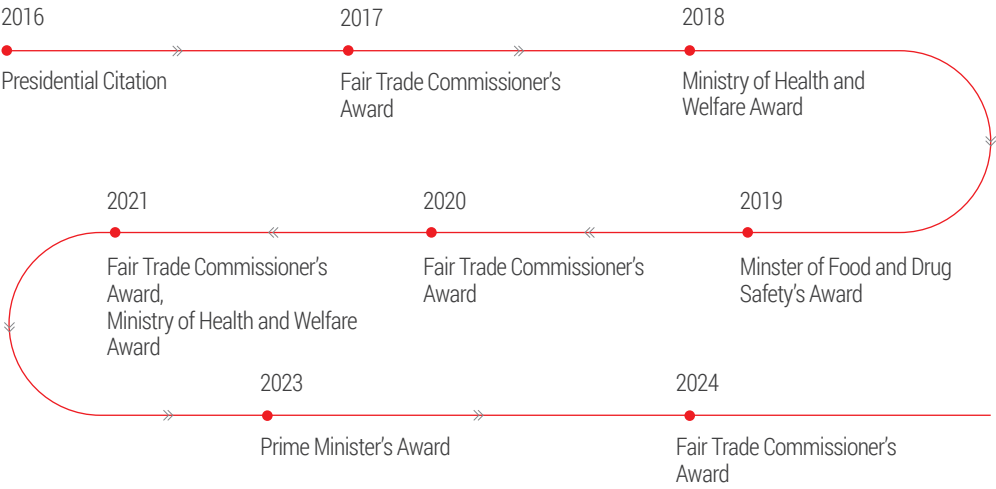 2016
Presidential Citation
2017
Fair Trade Commissioner's
Award
2018
Ministry of Health and
Welfare Award
2019
Minster of Food and Drug
Safety's Award
2020
Fair Trade Commissioner's
Award
2021
Fair Trade Commissioner's
Award,
Ministry of Health and Welfare
Award
2023
Prime Minister's Award
2024
Fair Trade Commissioner's
Award